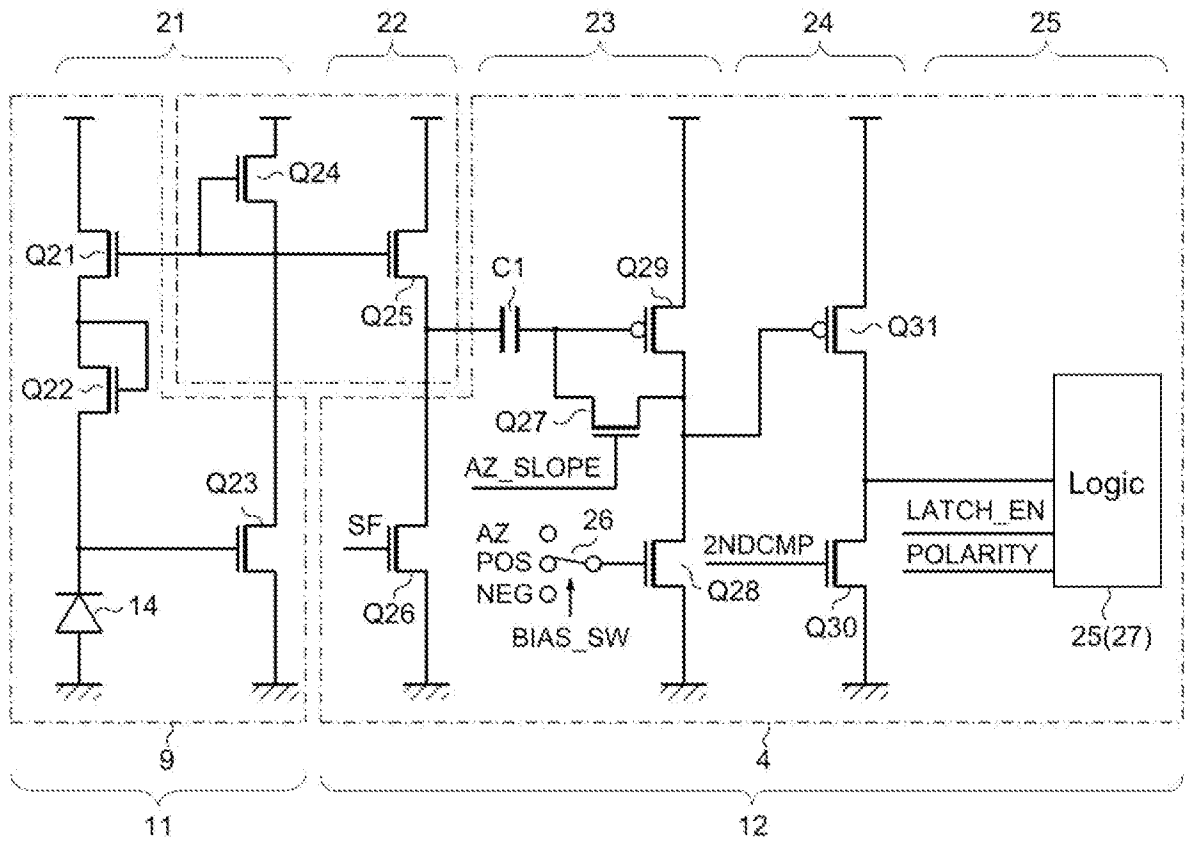 21
22
23
24
25
Q24
Q21
Q25
C1
Q29
Q31
Q22
Q27
AZ_SLOPE
Logic
Q23
SF
AZ
26
POS
NEG
BIAS_SW
2NDCMP
LATCH_EN
POLARITY
14
Q26
Q28
Q30
25(27)
9
4
11
12